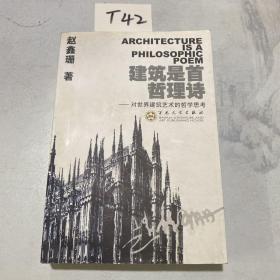 T42
赵鑫珊 著
ARCHITECTURE
IS A
PHILOSOPHIC
POEM
建筑是首
哲理诗
——对世界建筑艺术的哲学思考
百花文艺出版社